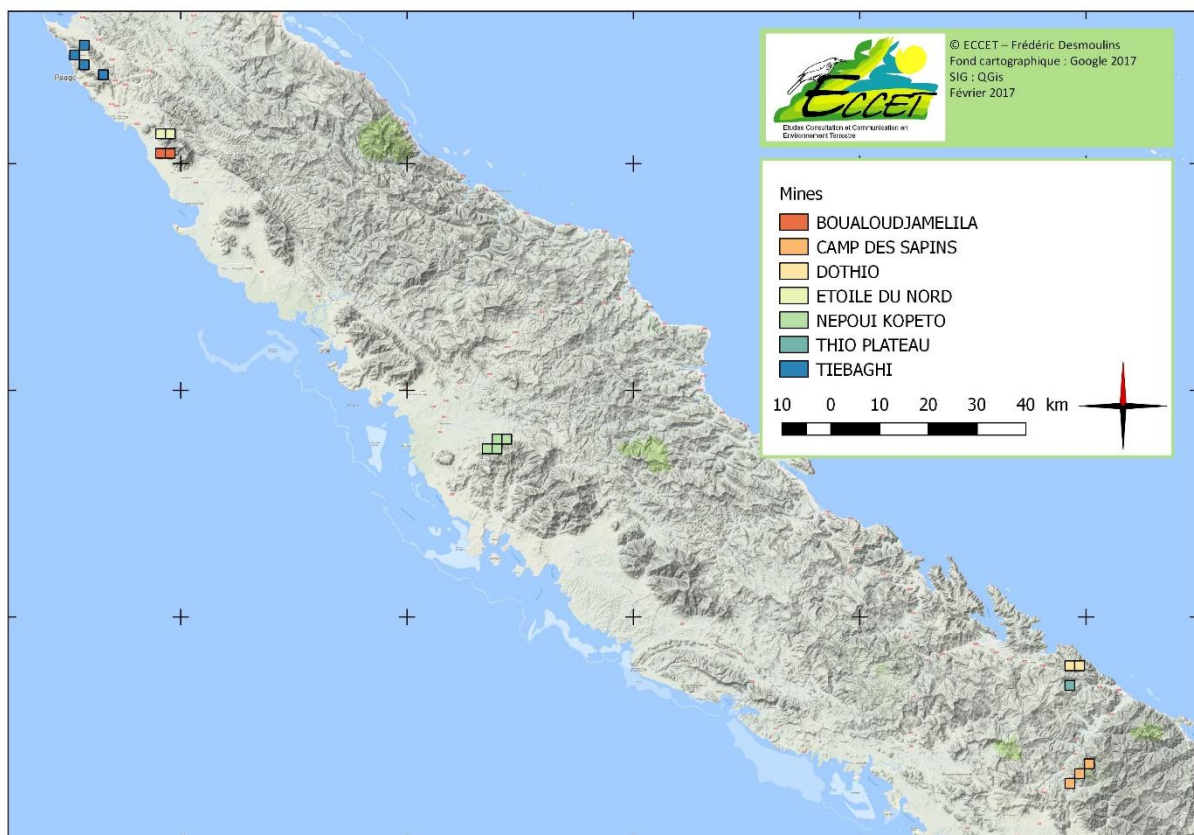 © ECCET – Frédéric Desmoulins
Fond cartographique : Google 2017
SIG : QGis
Février 2017
ECCET
Etudes Consultation et Communication en
Environnement Terrestre
Mines
BOUALOUDJAMELILA
CAMP DES SAPINS
DOTHIO
ETOILE DU NORD
NEPOUI KOPETO
THIO PLATEAU
TIEBAGHI
10 0 10 20 30 40 km